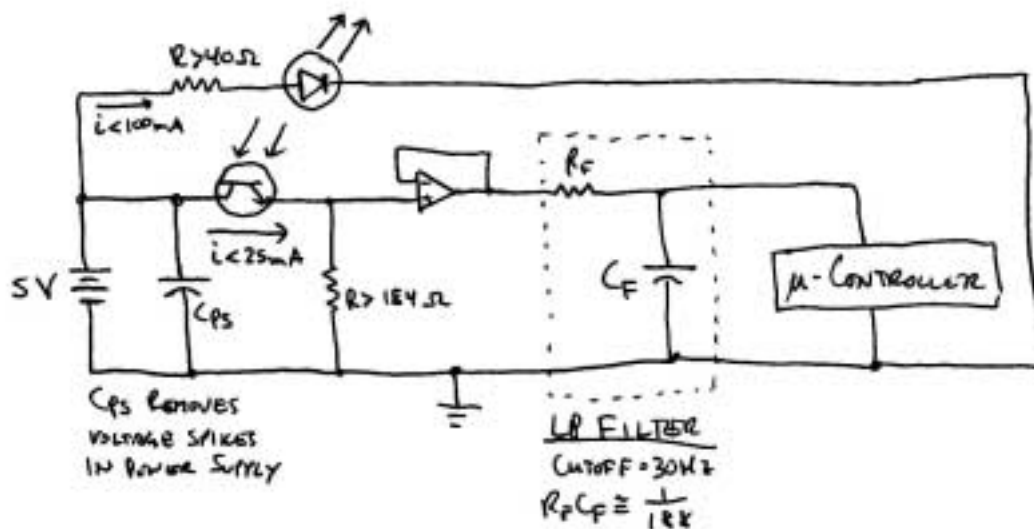 R>40Ω
i<100mA
i<25mA
5V
CPS
R>1E4Ω
RF
CF
μ-CONTROLLER
CPS REMOVES
VOLTAGE SPIKES
IN POWER SUPPLY
LP FILTER
CUTOFF=30HZ
RFCF ≅ 1/188